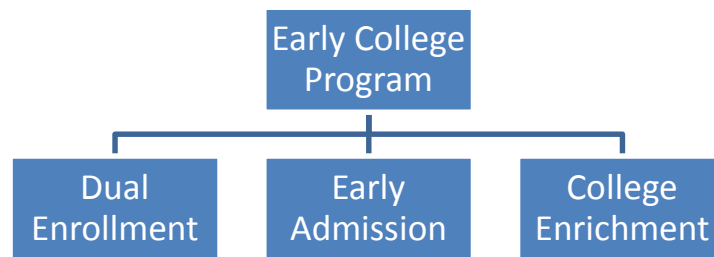 Early College
Program
Dual
Enrollment
Early
Admission
College
Enrichment